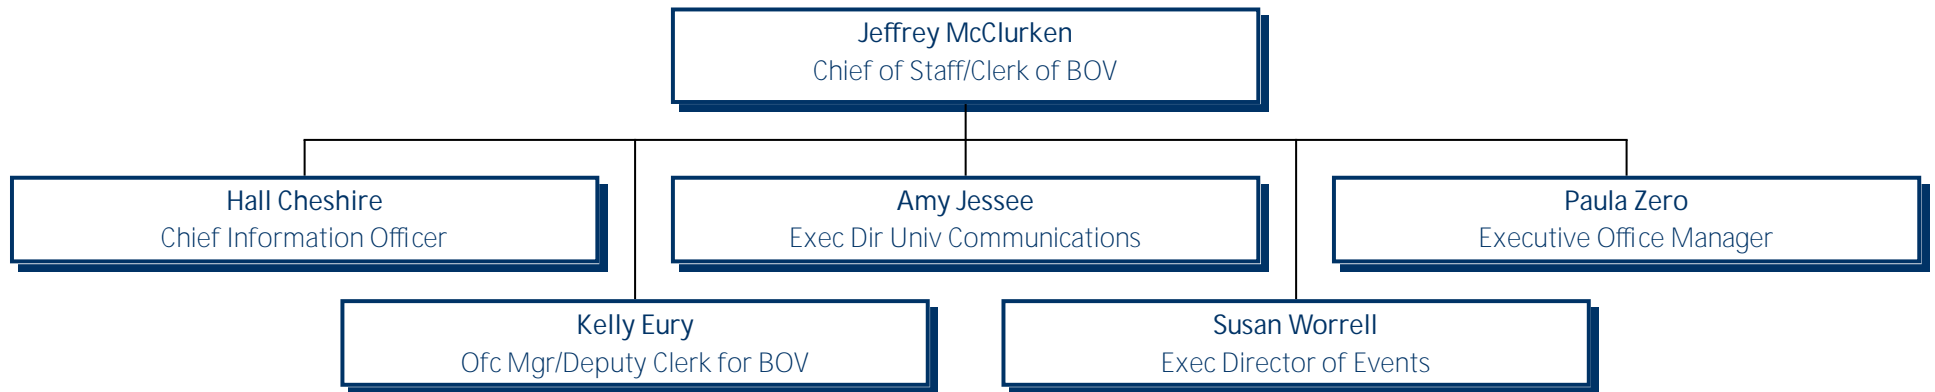 Jeffrey McClurken
Chief of Staff/Clerk of BOV
Hall Cheshire
Chief Information Officer
Amy Jessee
Exec Dir Univ Communications
Paula Zero
Executive Office Manager
Kelly Eury
Ofc Mgr/Deputy Clerk for BOV
Susan Worrell
Exec Director of Events